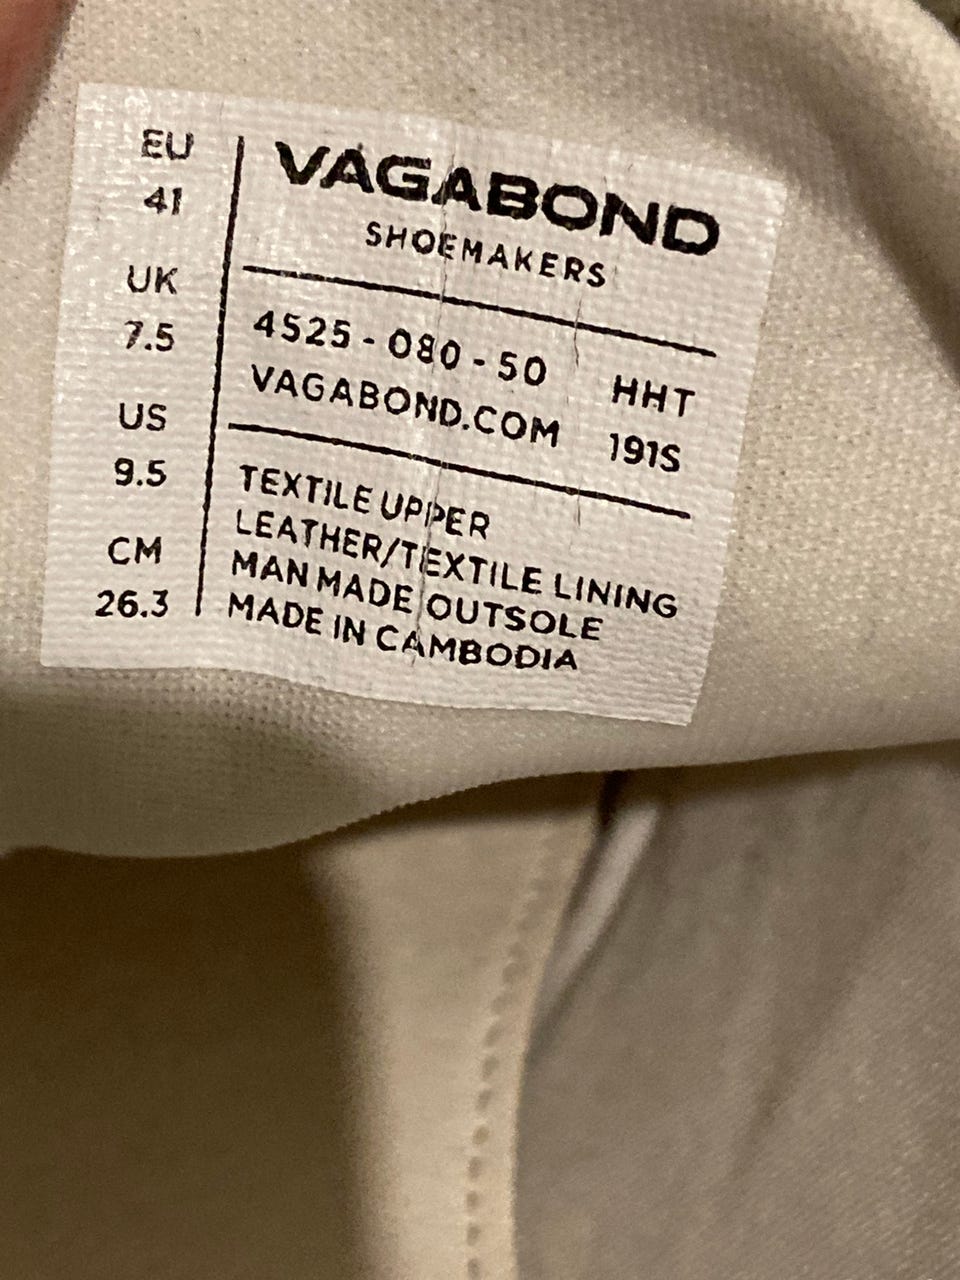 EU
41
UK
7.5
US
9.5
CM
26.3
VAGABOND
SHOEMAKERS
4525-080-50 HHT
VAGABOND.COM 191S
TEXTILE UPPER
LEATHER/TEXTILE LINING
MAN MADE OUTSOLE
MADE IN CAMBODIA